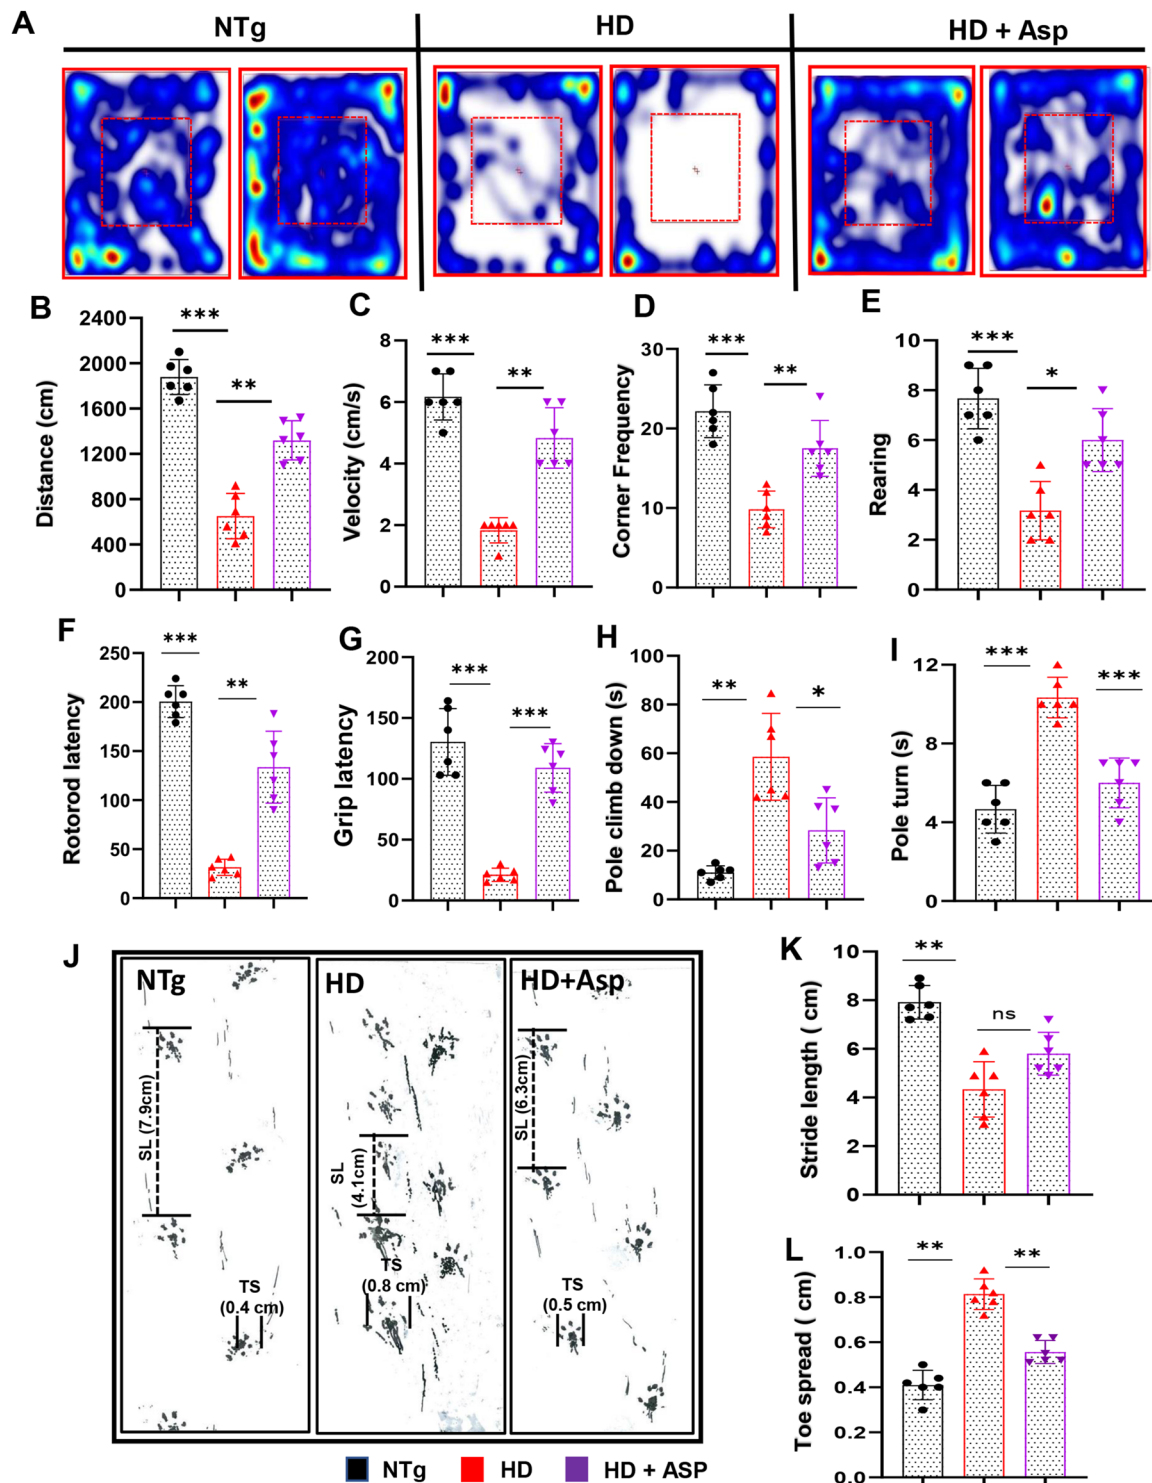 A
NTg HD HD + Asp
B
Distance (cm)
2400
2000
1600
1200
800
400
0
***
**
C
Velocity (cm/s)
8
6
4
2
0
***
**
D
Corner Frequency
30
20
10
0
***
**
E
Rearing
10
8
6
4
2
0
***
*
F
Rotorod latency
250
200
150
100
50
0
***
**
G
Grip latency
200
150
100
50
0
***
***
H
Pole climb down (s)
100
80
60
40
20
0
**
*
I
Pole turn (s)
12
8
4
0
***
***
J
NTg
SL (7.9cm)
TS
(0.4 cm)
HD
SL
(4.1cm)
TS
(0.8 cm)
HD+Asp
SL (6.3cm)
TS
(0.5 cm)
K
Stride length ( cm)
10
8
6
4
2
0
**
ns
L
Toe spread ( cm)
1.0
0.8
0.6
0.4
0.2
0.0
**
**
NTg HD HD + ASP